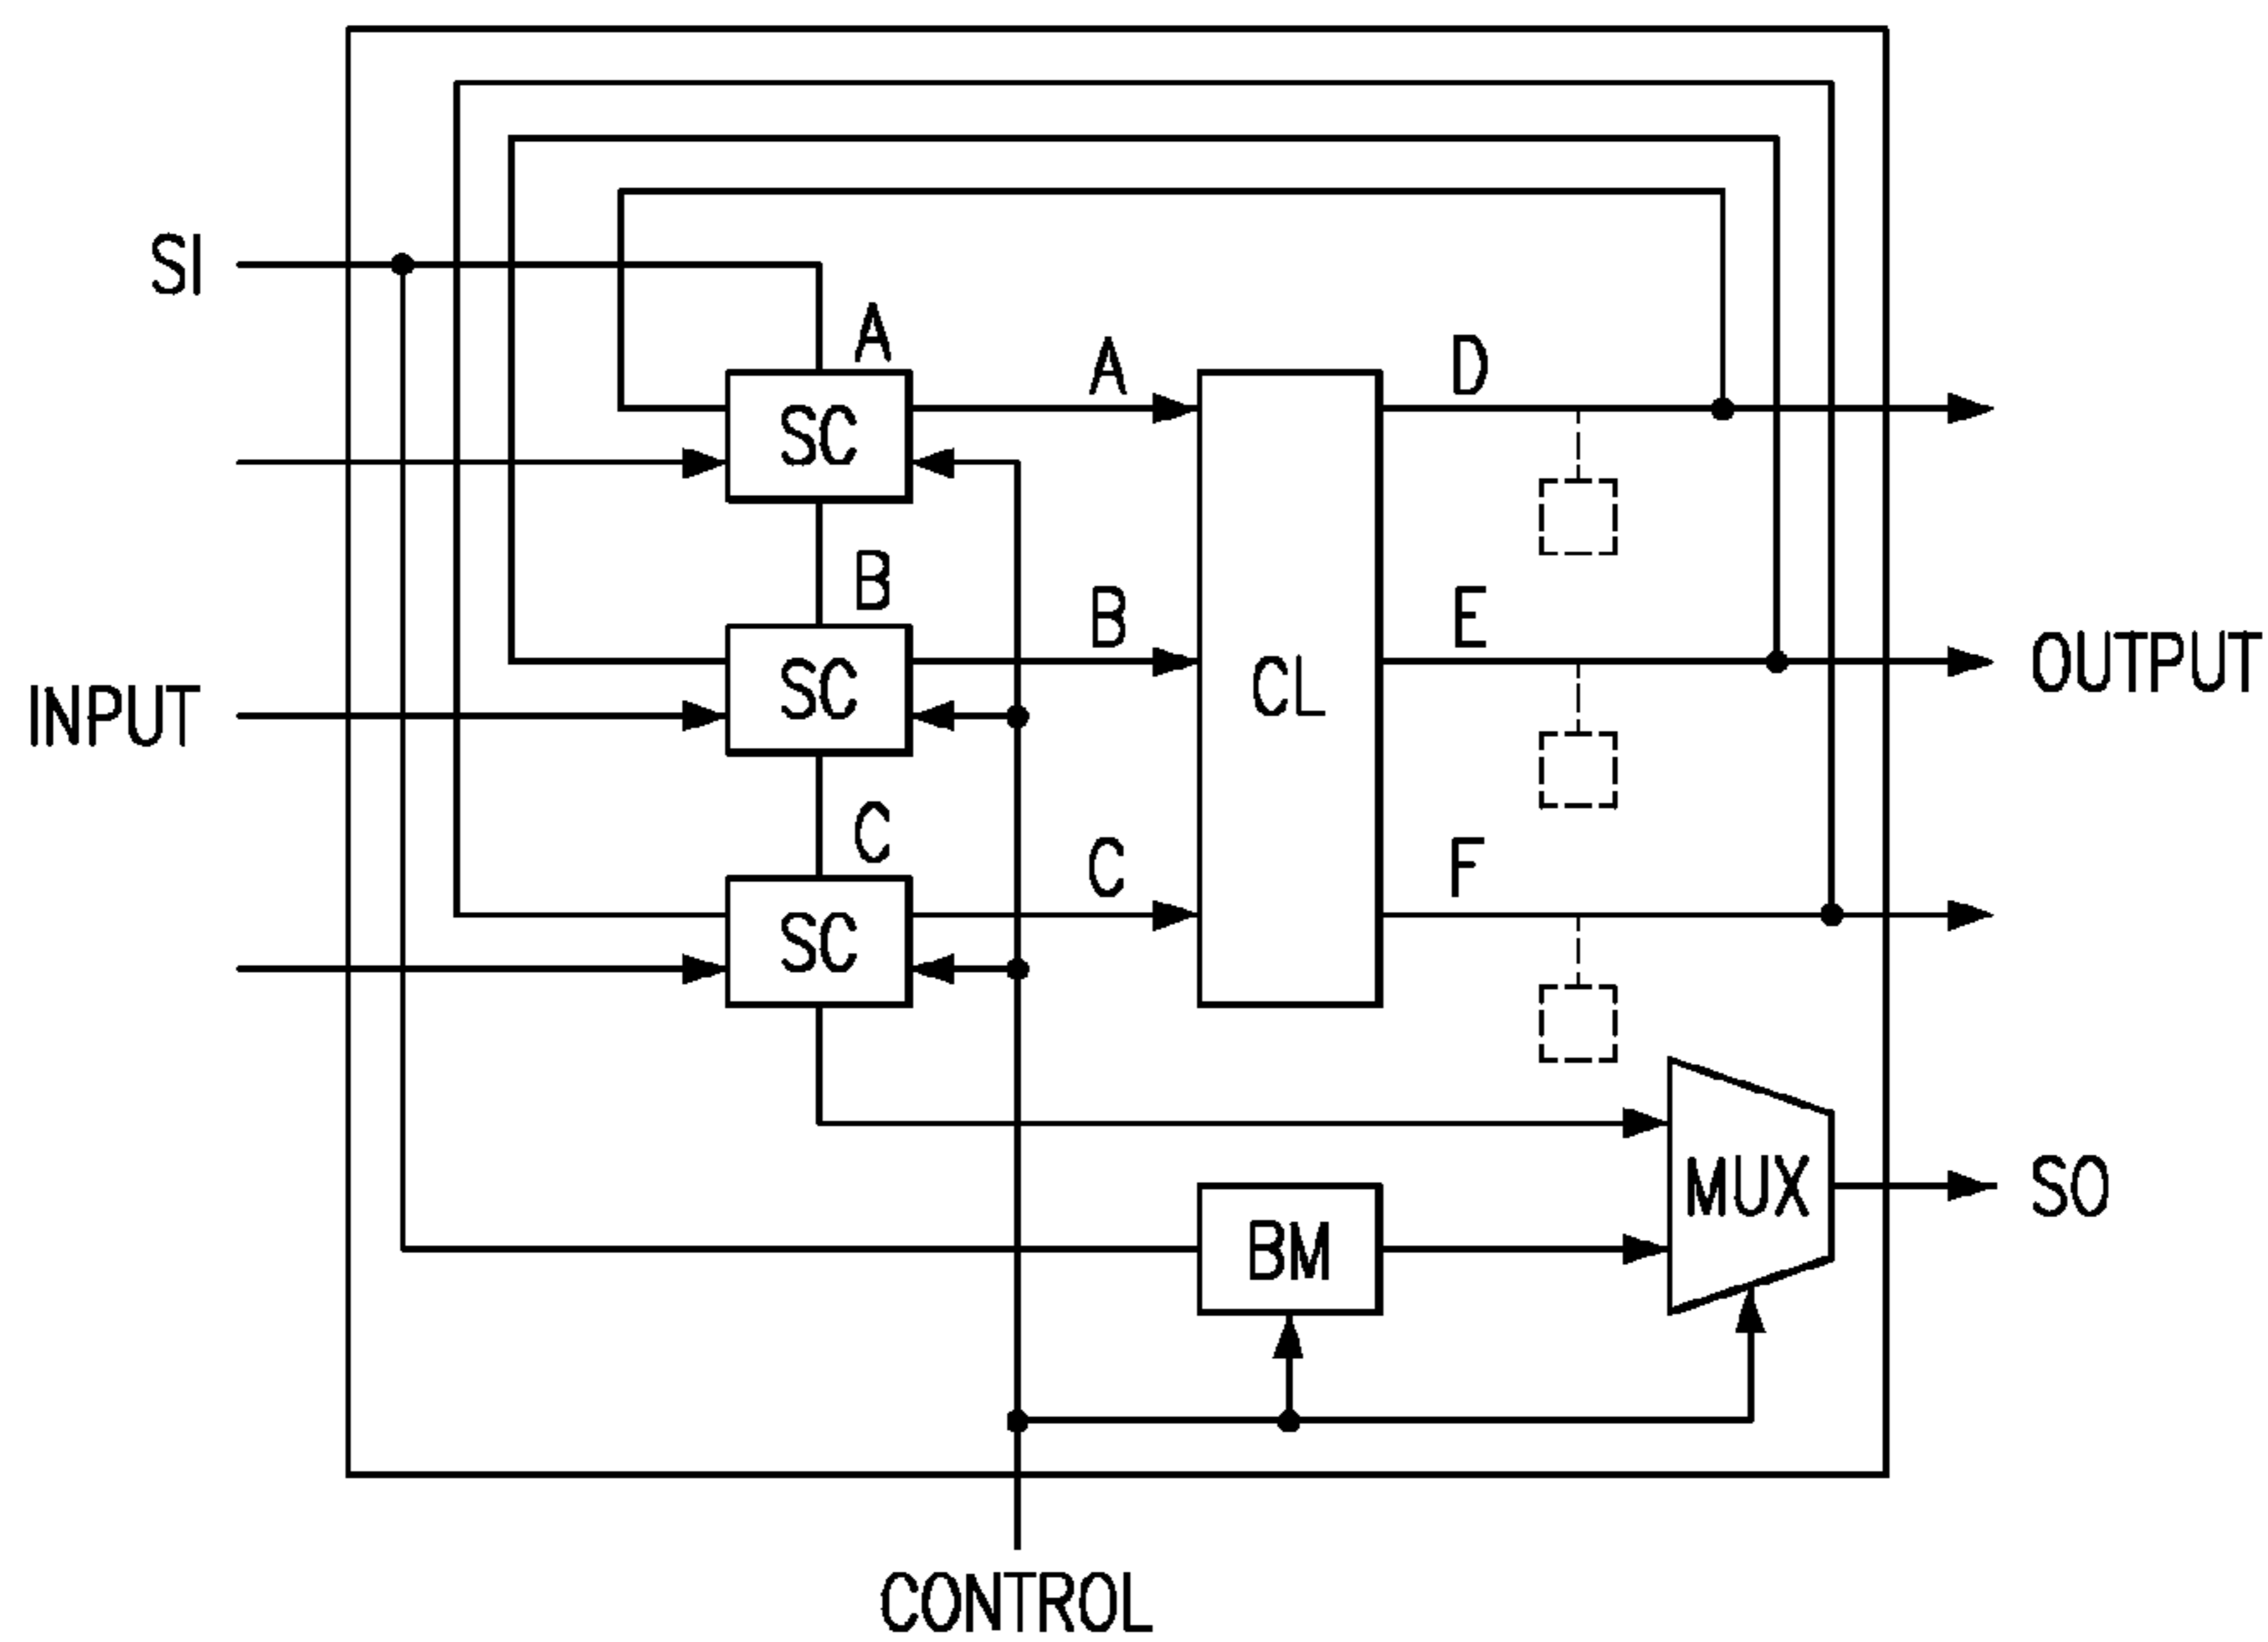 SI
A
A
D
SC
B
B
E
SC
CL
INPUT
OUTPUT
C
C
F
SC
MUX
SO
BM
CONTROL